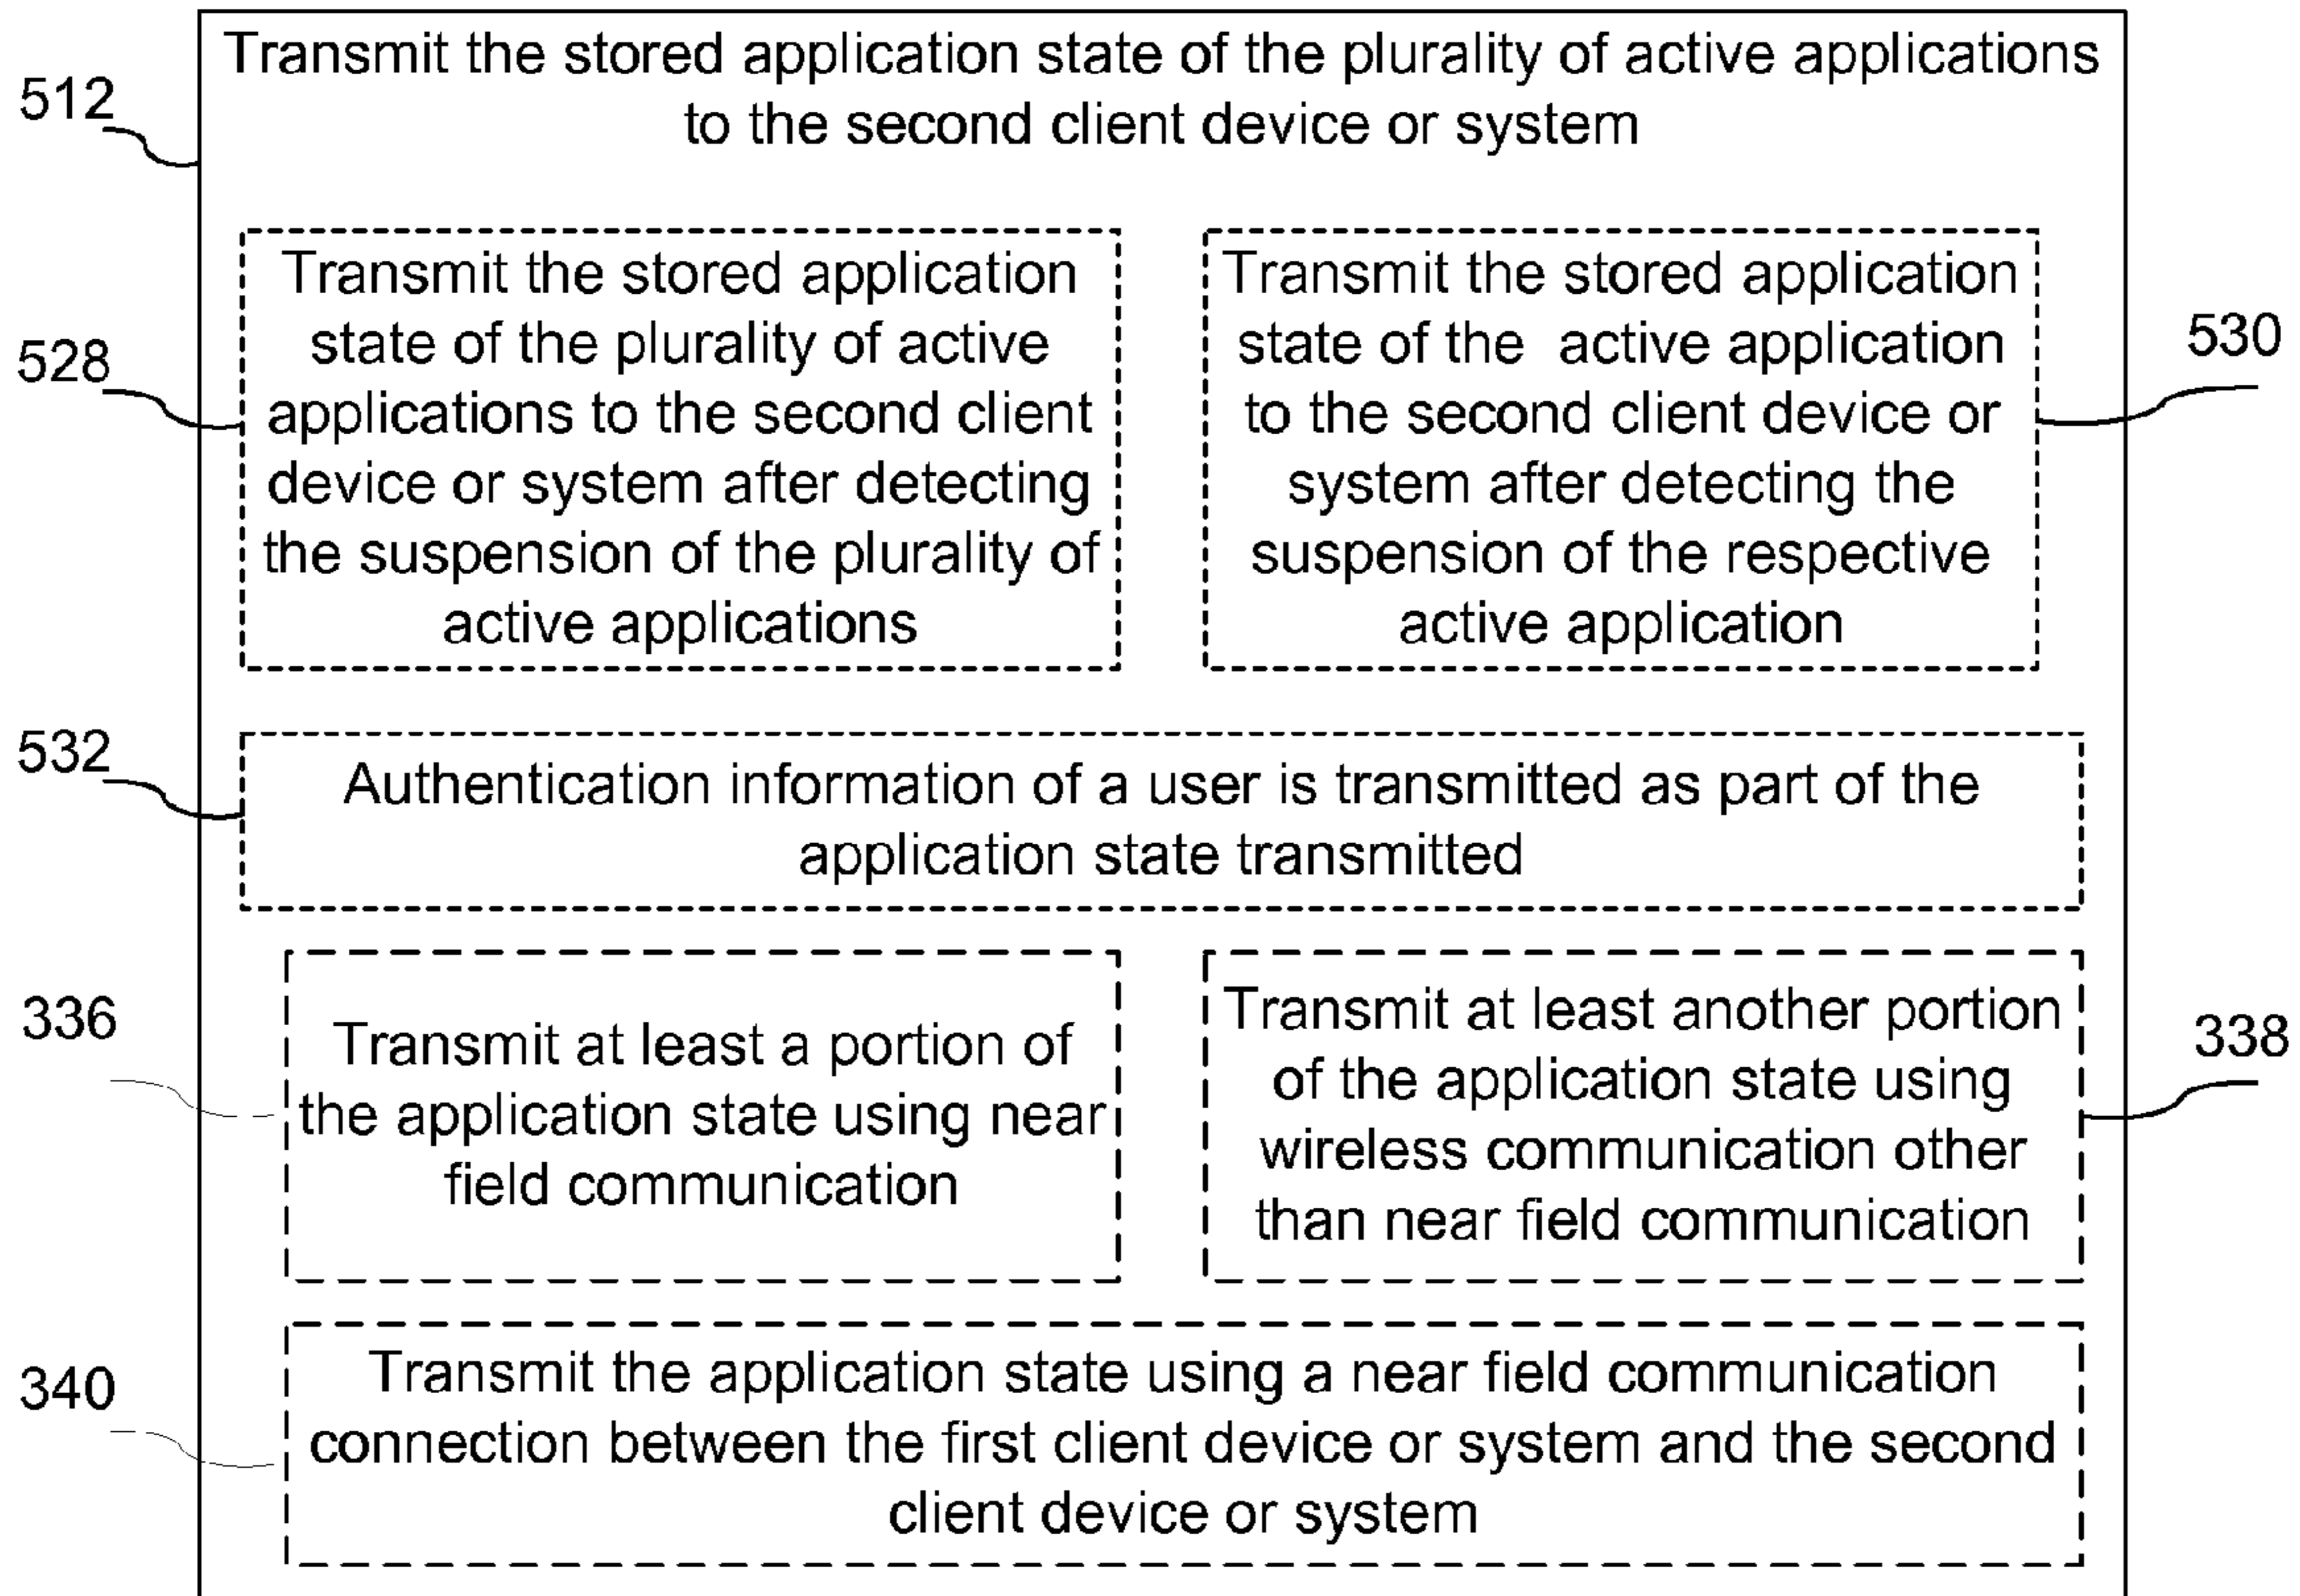 Transmit the stored application state of the plurality of active applications
to the second client device or system
512
Transmit the stored application
state of the plurality of active
applications to the second client
device or system after detecting
the suspension of the plurality of
active applications
528
Transmit the stored application
state of the active application
to the second client device or
system after detecting the
suspension of the respective
active application
530
532
Authentication information of a user is transmitted as part of the
application state transmitted
336
Transmit at least a portion of
the application state using near
field communication
Transmit at least another portion
of the application state using
wireless communication other
than near field communication
338
340
Transmit the application state using a near field communication
connection between the first client device or system and the second
client device or system